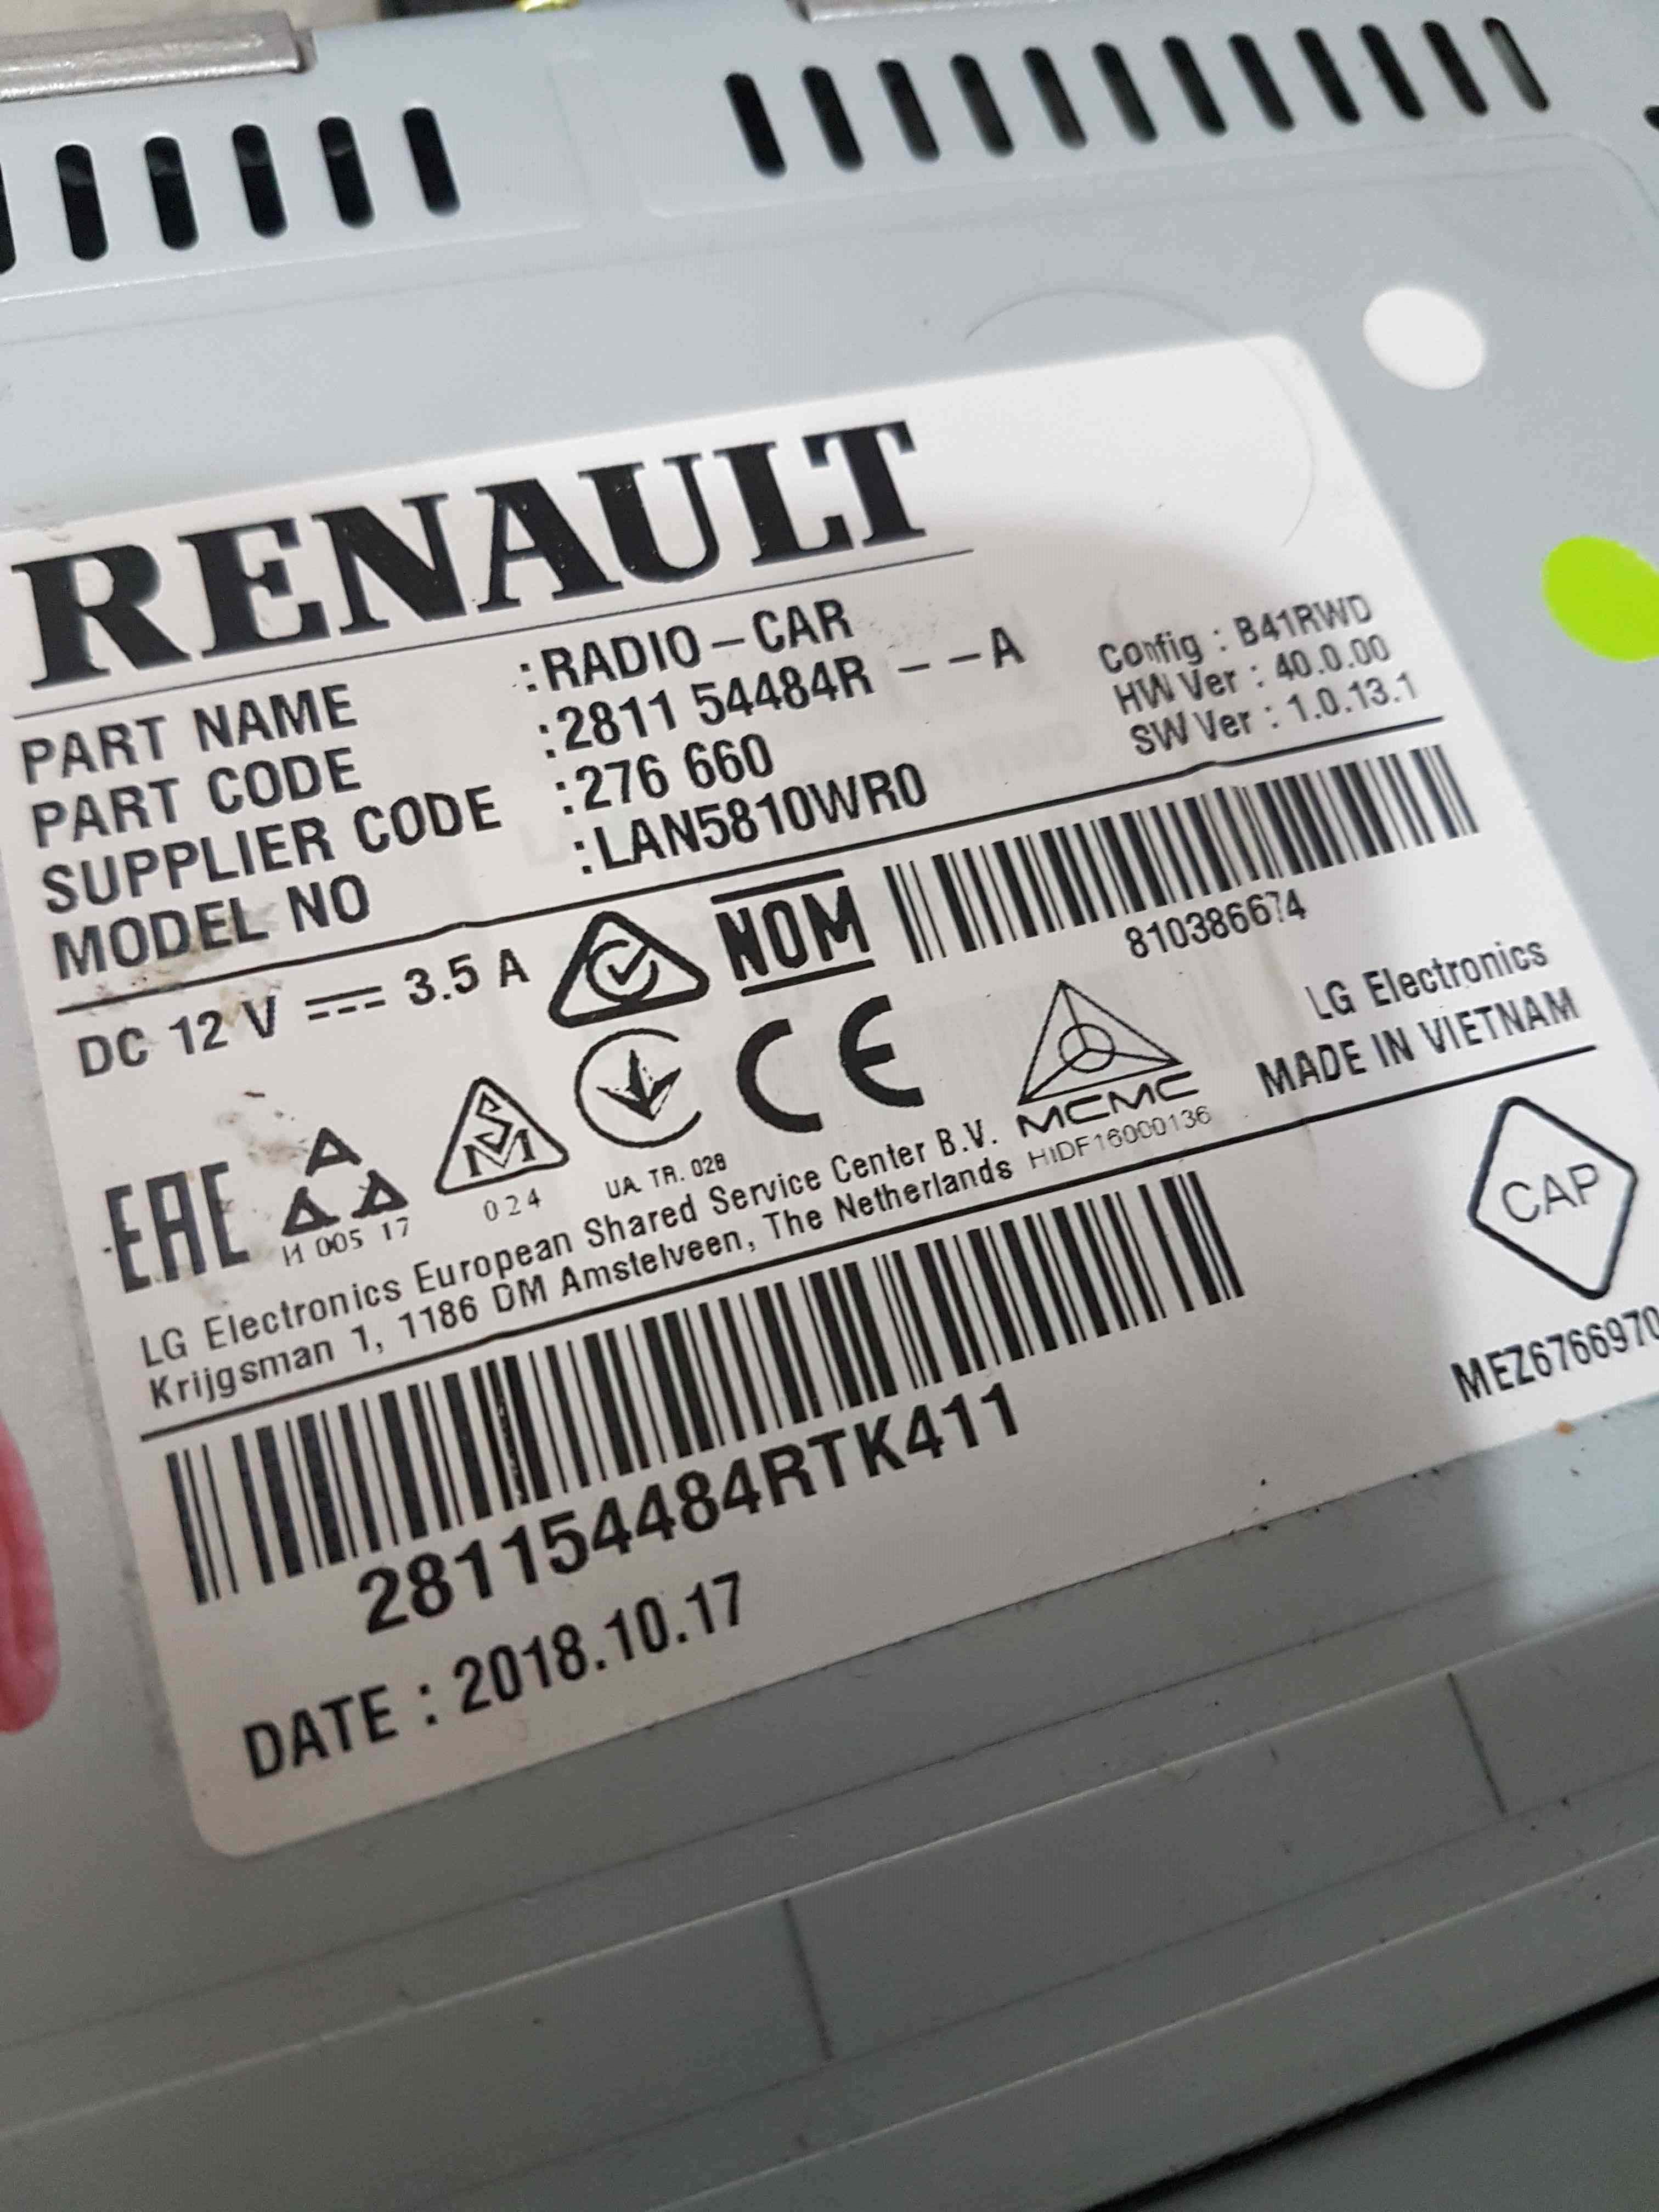 RENAULT
PART NAME :RADIO-CAR
PART CODE :2811 54484R --A
SUPPLIER CODE :276 660
MODEL NO :LAN5810WR0
Config : B41RWD
HW Ver : 40.0.00
SW Ver : 1.0.13.1
DC 12 V 3.5 A
NOM
810386674
LG Electronics
MADE IN VIETNAM
EAC
И 005 17
SM
024
UA. TR. 028
CE
MCMC
HIDF16000136
LG Electronics European Shared Service Center B.V.
Krijgsman 1, 1186 DM Amstelveen, The Netherlands
CAP
MEZ6766970
281154484RTK411
DATE : 2018.10.17